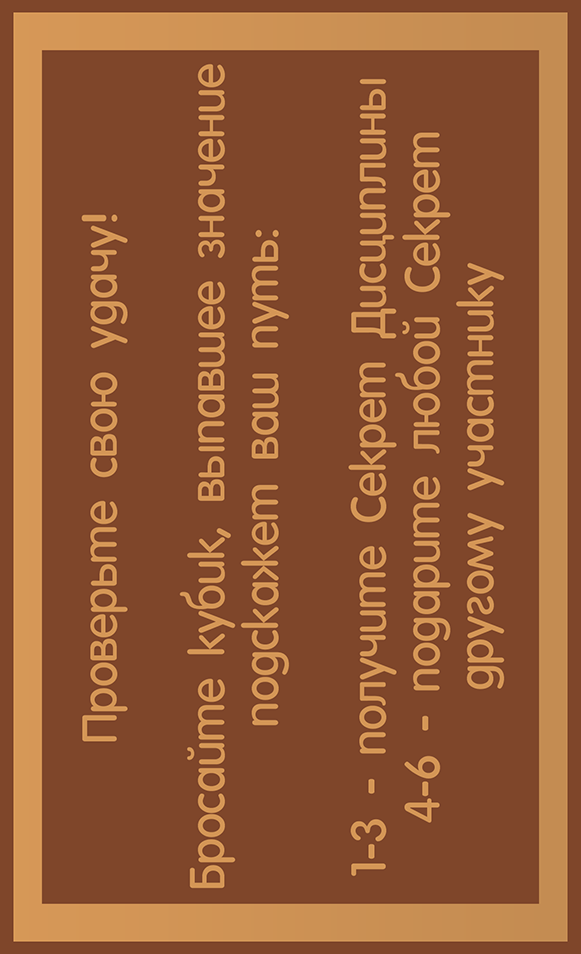 Проверьте свою удачу!
Бросайте кубик, выпавшее значение
подскажет ваш путь:
1-3 - получите Секрет Дисциплины
4-6 - подарите любой Секрет
другому участнику